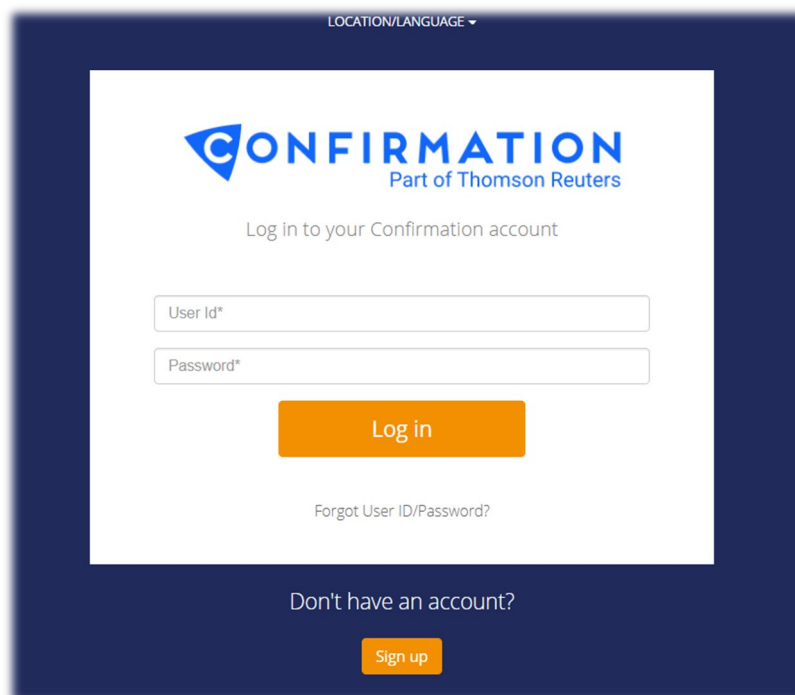 LOCATION/LANGUAGE
CONFIRMATION
Part of Thomson Reuters
Log in to your Confirmation account
User Id*
Password*
Log in
Forgot User ID/Password?
Don't have an account?
Sign up